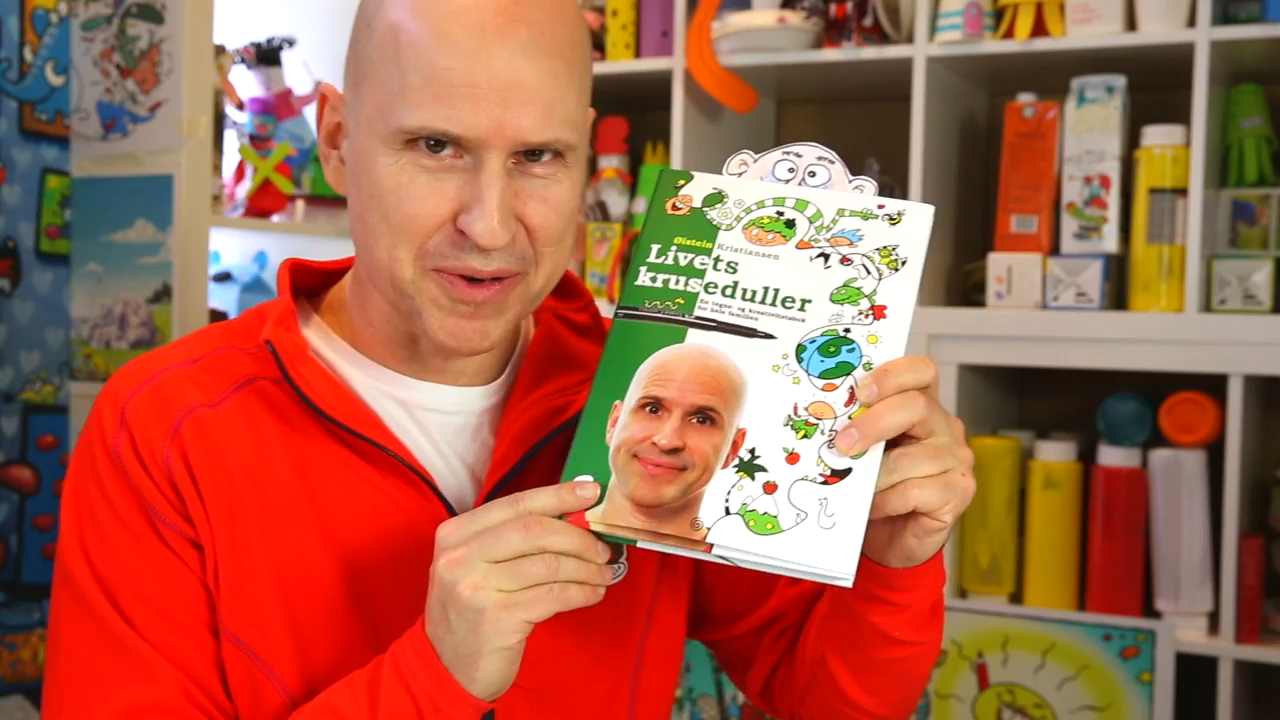 Øistein Kristiansen
Livets
kruseduller
En tegne- og kreativitetsbok
for hele familien